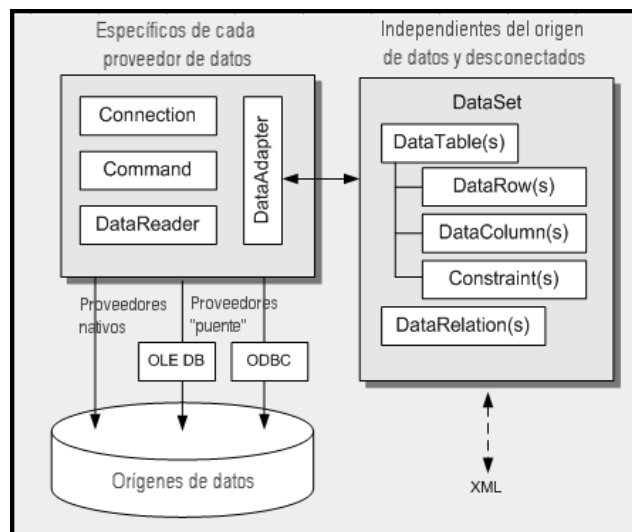 Específicos de cada
proveedor de datos
Connection
Command
DataReader
DataAdapter
Proveedores
nativos
Proveedores
"puente"
OLE DB
ODBC
Orígenes de datos
Independientes del origen
de datos y desconectados
DataSet
DataTable(s)
DataRow(s)
DataColumn(s)
Constraint(s)
DataRelation(s)
XML